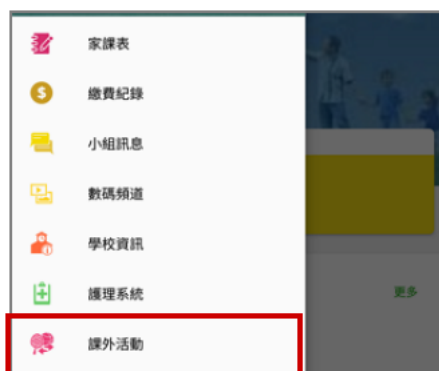 家課表
繳費紀錄
小組訊息
數碼頻道
學校資訊
護理系統
更多
課外活動